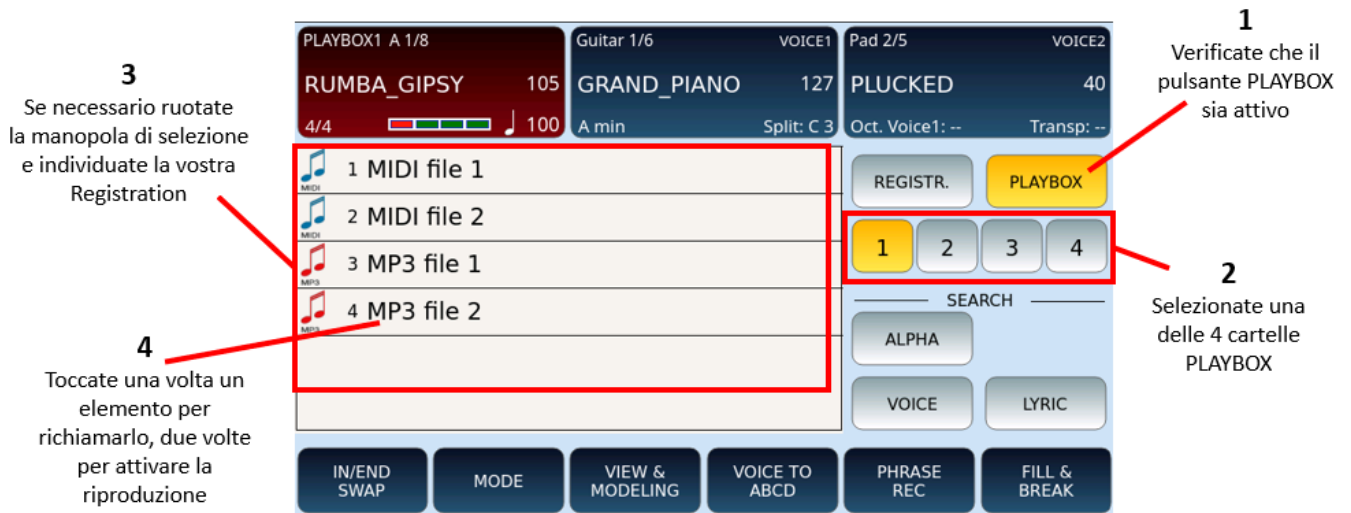 1
Verificate che il
pulsante PLAYBOX
sia attivo
3
Se necessario ruotate
la manopola di selezione
e individuate la vostra
Registration
PLAYBOX1 A 1/8
RUMBA_GIPSY 105
4/4 100
Guitar 1/6 VOICE1
GRAND_PIANO 127
A min Split: C 3
Pad 2/5 VOICE2
PLUCKED 40
Oct. Voice1: -- Transp: --
MIDI 1 MIDI file 1
MIDI 2 MIDI file 2
MP3 3 MP3 file 1
MP3 4 MP3 file 2
REGISTR. PLAYBOX
1 2 3 4
SEARCH
ALPHA
VOICE LYRIC
2
Selezionate una
delle 4 cartelle
PLAYBOX
4
Toccate una volta un
elemento per
richiamarlo, due volte
per attivare la
riproduzione
IN/END
SWAP
MODE
VIEW &
MODELING
VOICE TO
ABCD
PHRASE
REC
FILL &
BREAK